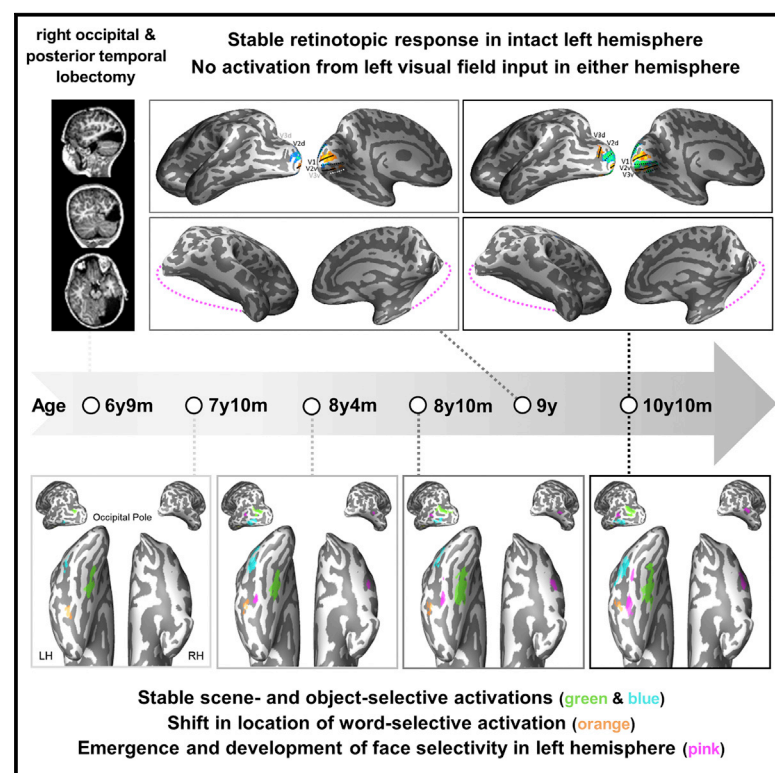 right occipital &
posterior temporal
lobectomy
Stable retinotopic response in intact left hemisphere
No activation from left visual field input in either hemisphere
V3d
V2d
V1
V2v
V3v
V3d
V2d
V1
V2v
V3v
Age
6y9m
7y10m
8y4m
8y10m
9y
10y10m
Occipital Pole
LH
RH
Stable scene- and object-selective activations (green & blue)
Shift in location of word-selective activation (orange)
Emergence and development of face selectivity in left hemisphere (pink)